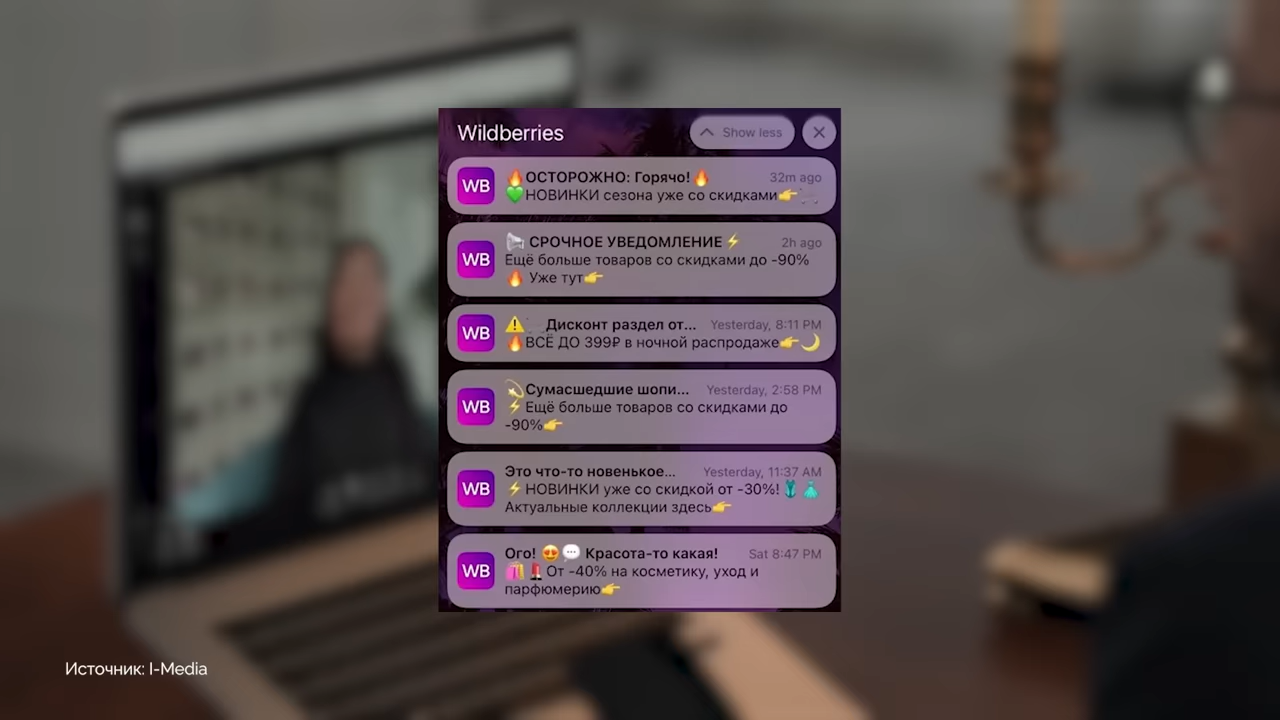 Wildberries
Show less
WB
🔥ОСТОРОЖНО: Горячо!🔥
32m ago
💚НОВИНКИ сезона уже со скидками👉
WB
СРОЧНОЕ УВЕДОМЛЕНИЕ⚡
2h ago
Ещё больше товаров со скидками до -90%
🔥 Уже тут👉
WB
⚠️ Дисконт раздел от...
Yesterday, 8:11 PM
🔥ВСЁ ДО 399₽ в ночной распродаже👉🌙
WB
💫Сумасшедшие шопи...
Yesterday, 2:58 PM
⚡Ещё больше товаров со скидками до
-90%👉
WB
Это что-то новенькое...
Yesterday, 11:37 AM
⚡НОВИНКИ уже со скидкой от -30%!🩱👗
Актуальные коллекции здесь👉
WB
Ого! 😍💬 Красота-то какая!
Sat 8:47 PM
🛍️💄От -40% на косметику, уход и
парфюмерию👉
Источник: I-Media